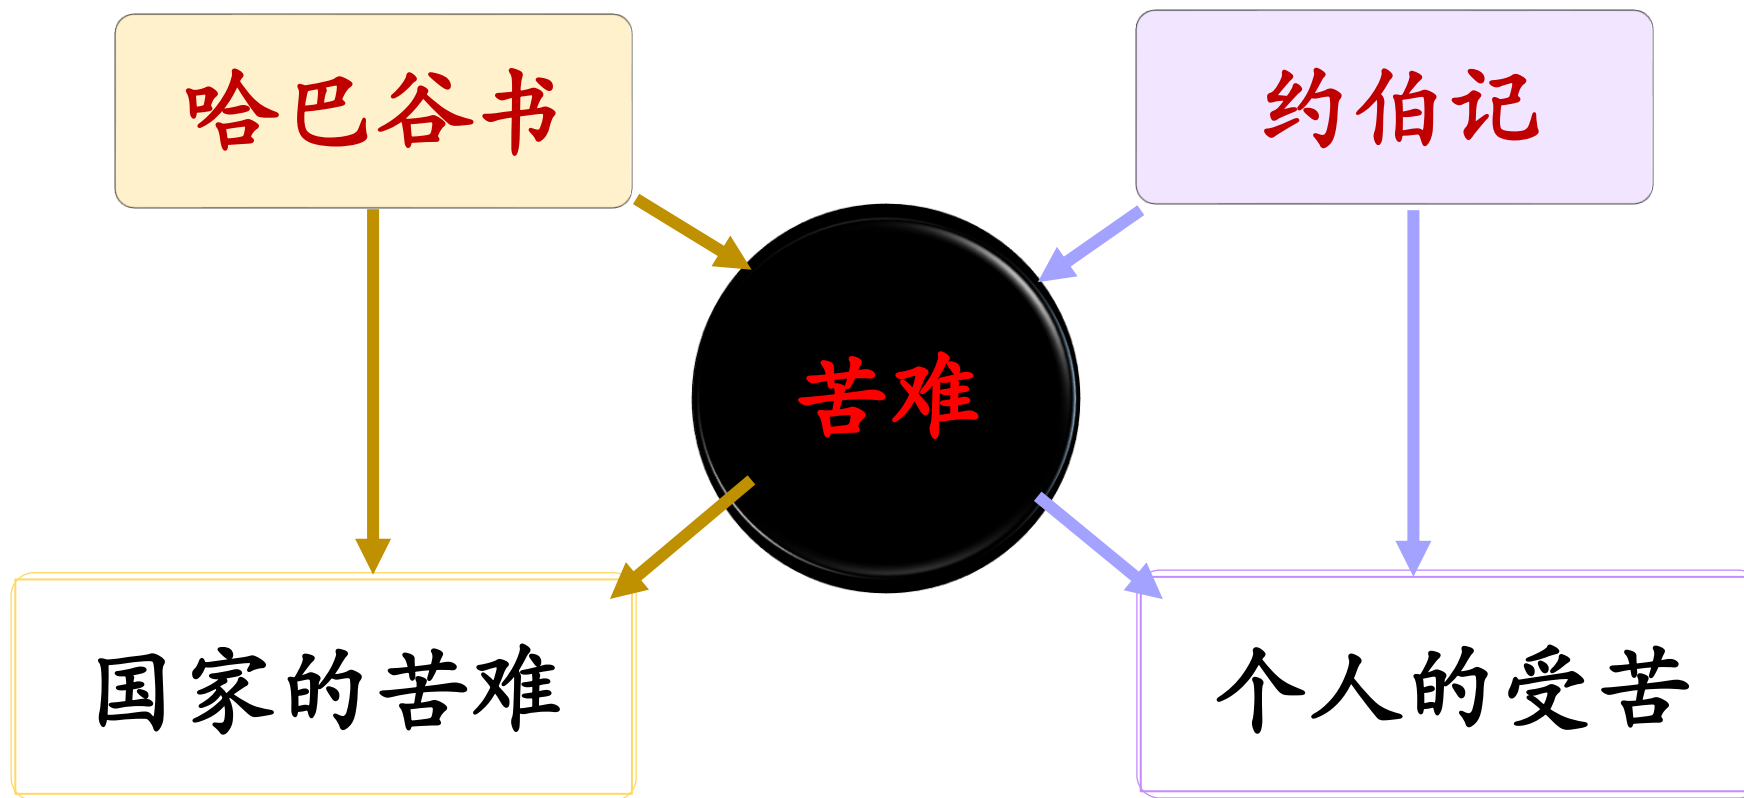 哈巴谷书
约伯记
苦难
国家的苦难
个人的受苦